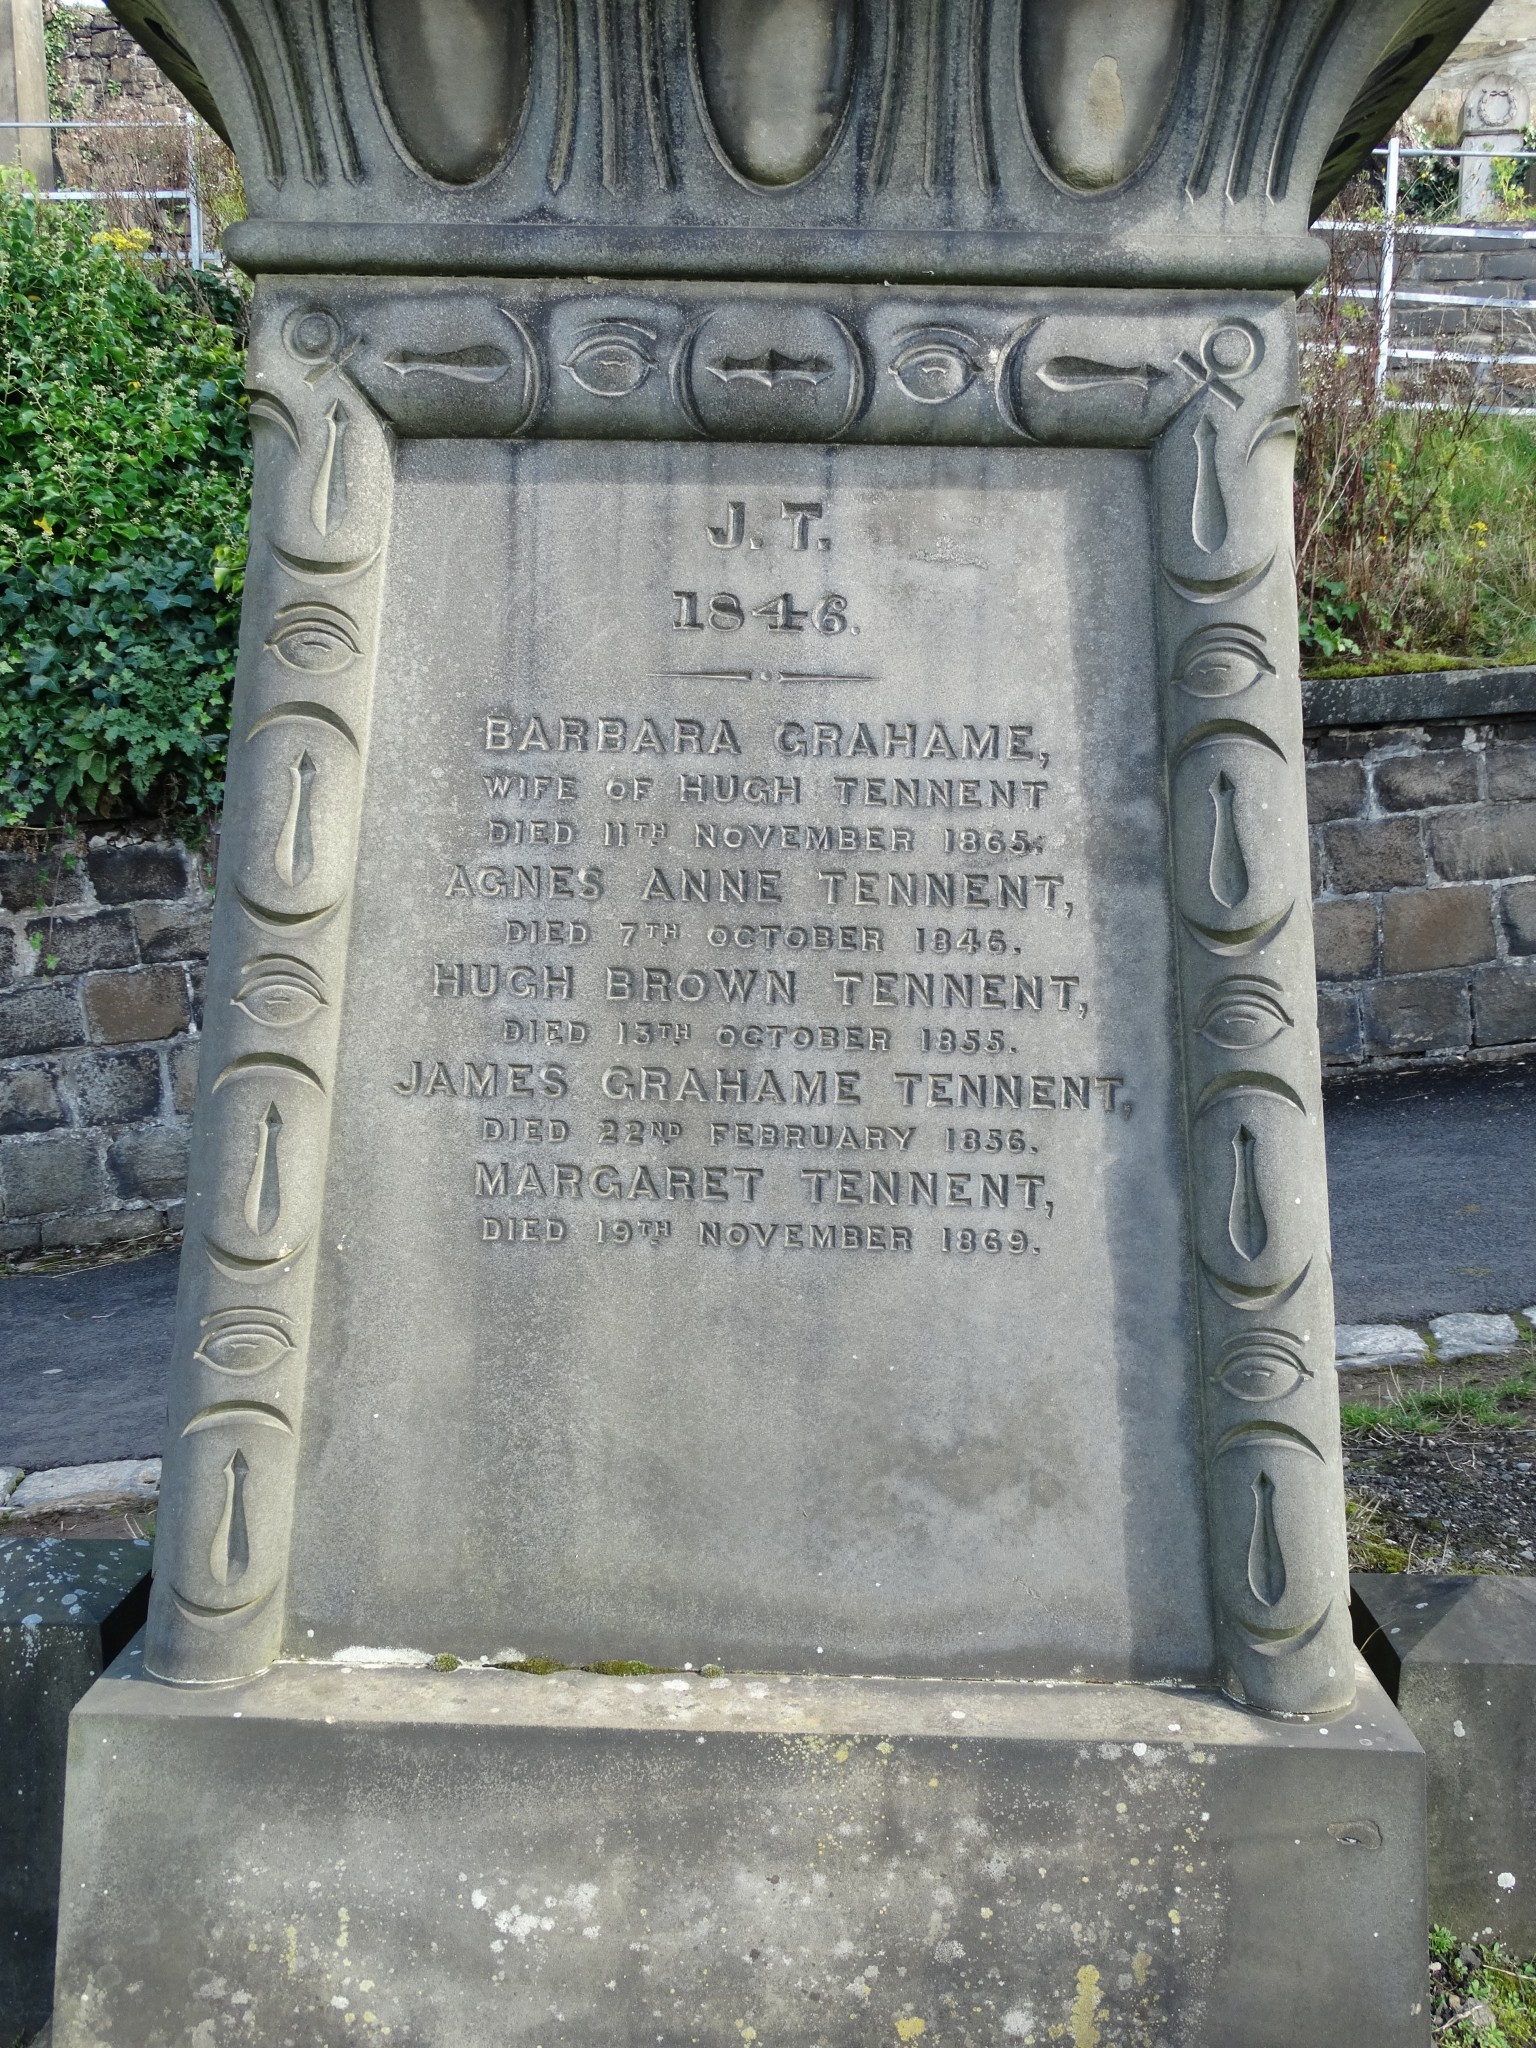 J. T.
1846.
BARBARA GRAHAME,
WIFE OF HUGH TENNENT
DIED 11TH NOVEMBER 1865.
AGNES ANNE TENNENT,
DIED 7TH OCTOBER 1846.
HUGH BROWN TENNENT,
DIED 13TH OCTOBER 1855.
JAMES GRAHAME TENNENT,
DIED 22ND FEBRUARY 1856.
MARGARET TENNENT,
DIED 19TH NOVEMBER 1869.